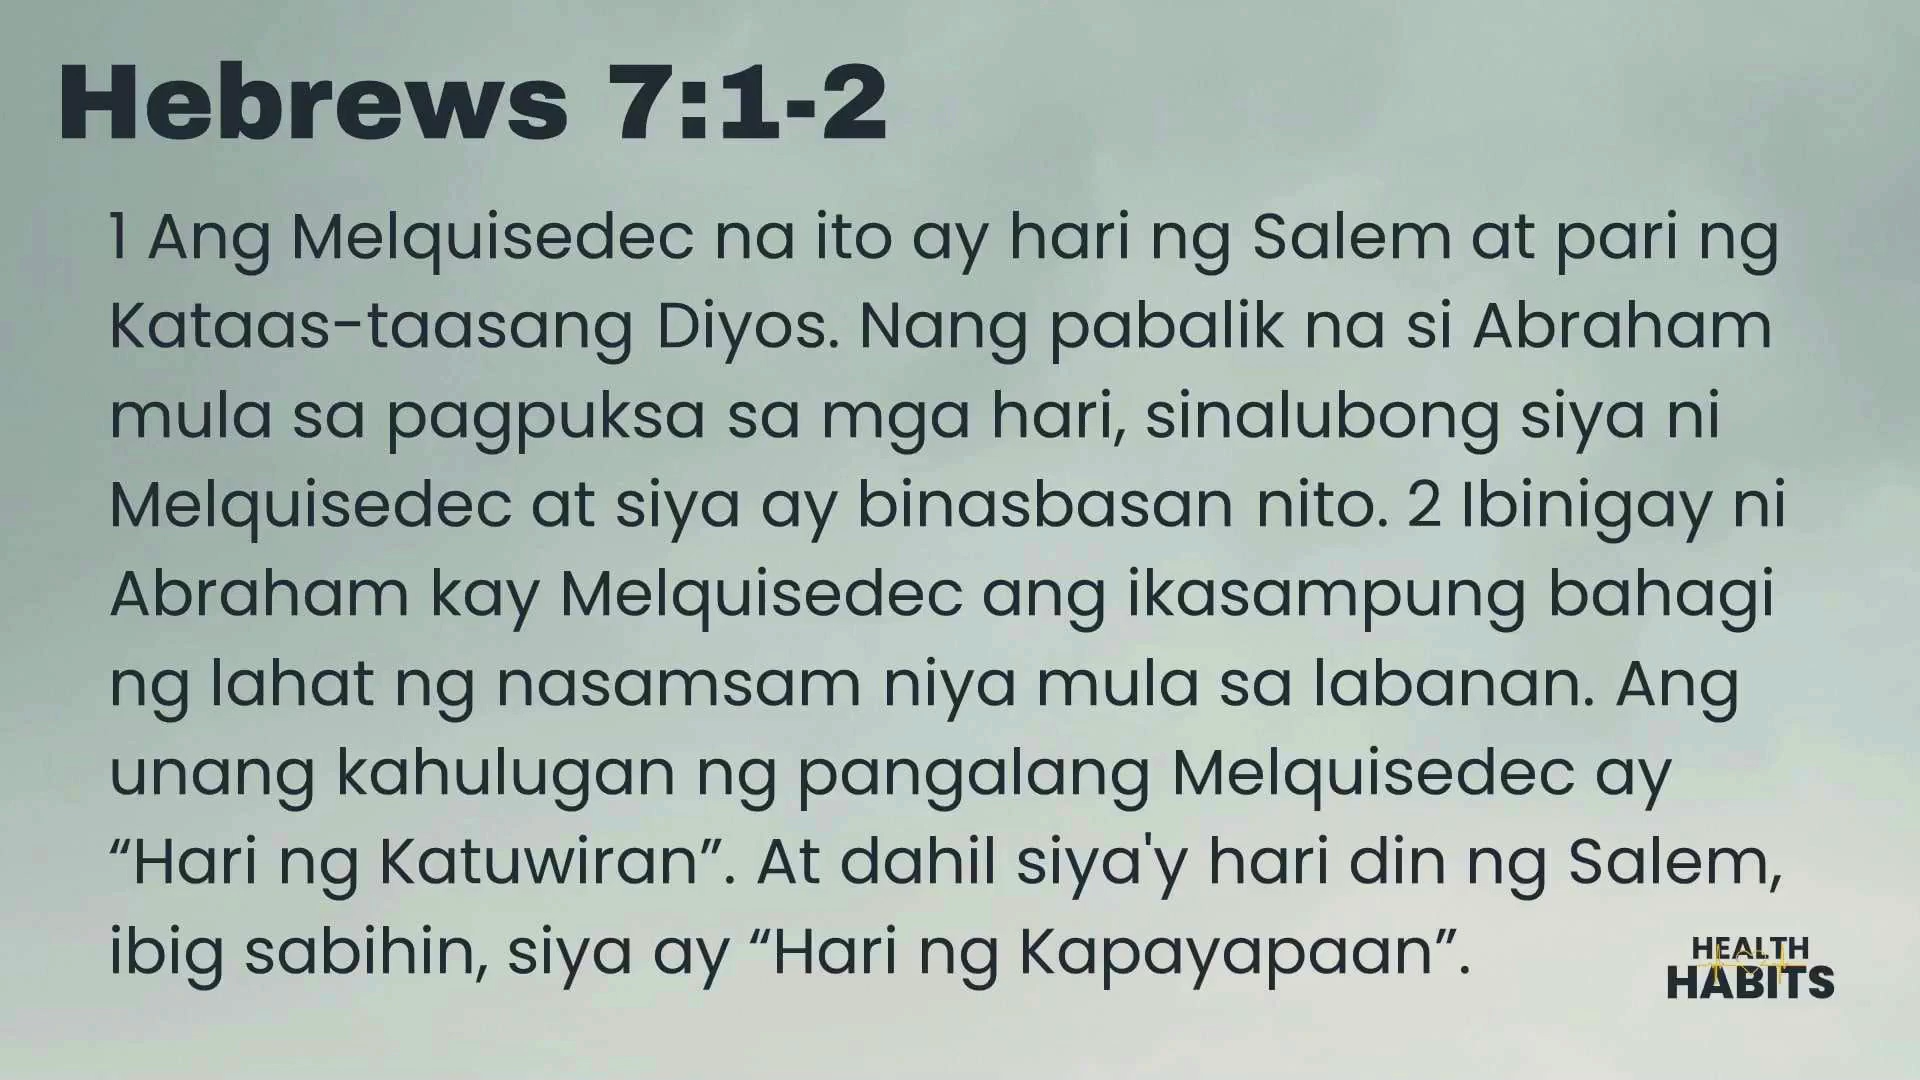 Hebrews 7:1-2
1 Ang Melquisedec na ito ay hari ng Salem at pari ng
Kataas-taasang Diyos. Nang pabalik na si Abraham
mula sa pagpuksa sa mga hari, sinalubong siya ni
Melquisedec at siya ay binasbasan nito. 2 Ibinigay ni
Abraham kay Melquisedec ang ikasampung bahagi
ng lahat ng nasamsam niya mula sa labanan. Ang
unang kahulugan ng pangalang Melquisedec ay
“Hari ng Katuwiran”. At dahil siya'y hari din ng Salem,
ibig sabihin, siya ay “Hari ng Kapayapaan”.
HEALTH
HABITS